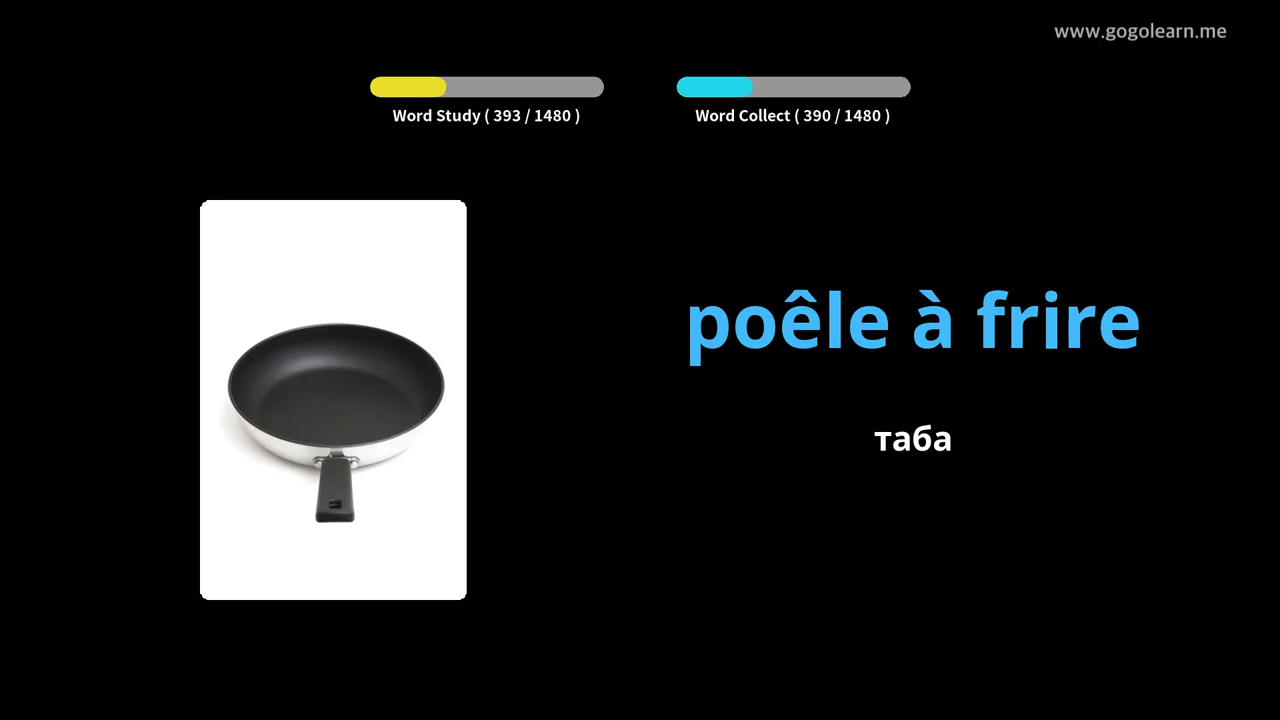 www.gogolearn.me
Word Study ( 393 / 1480 )
Word Collect ( 390 / 1480 )
poêle à frire
таба